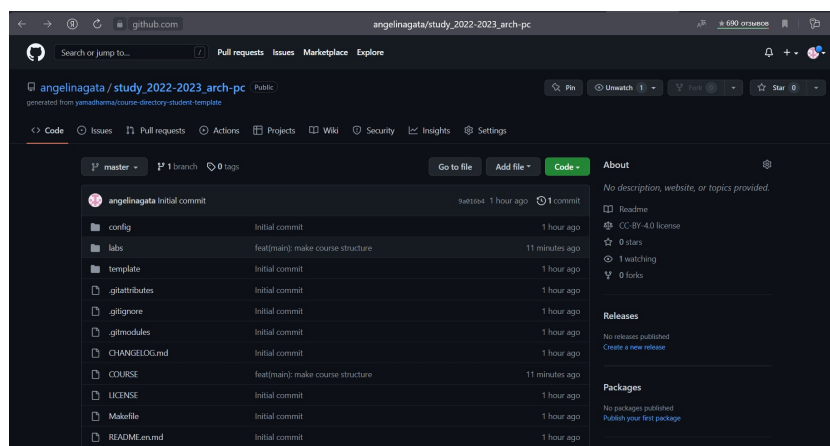 github.com
angelinagata/study_2022-2023_arch-pc
★ 690 отзывов
Search or jump to...
/
Pull requests Issues Marketplace Explore
angelinagata / study_2022-2023_arch-pc Public
Pin
Unwatch 1
Fork 0
Star 0
generated from yamadharma/course-directory-student-template
Code Issues Pull requests Actions Projects Wiki Security Insights Settings
master 1 branch 0 tags
Go to file Add file Code
angelinagata Initial commit
9a016b4 1 hour ago 1 commit
config Initial commit 1 hour ago
labs feat(main): make course structure 11 minutes ago
template Initial commit 1 hour ago
.gitattributes Initial commit 1 hour ago
.gitignore Initial commit 1 hour ago
.gitmodules Initial commit 1 hour ago
CHANGELOG.md Initial commit 1 hour ago
COURSE feat(main): make course structure 11 minutes ago
LICENSE Initial commit 1 hour ago
Makefile Initial commit 1 hour ago
README.en.md Initial commit 1 hour ago
About
No description, website, or topics provided.
Readme
CC-BY-4.0 license
0 stars
1 watching
0 forks
Releases
No releases published
Create a new release
Packages
No packages published
Publish your first package